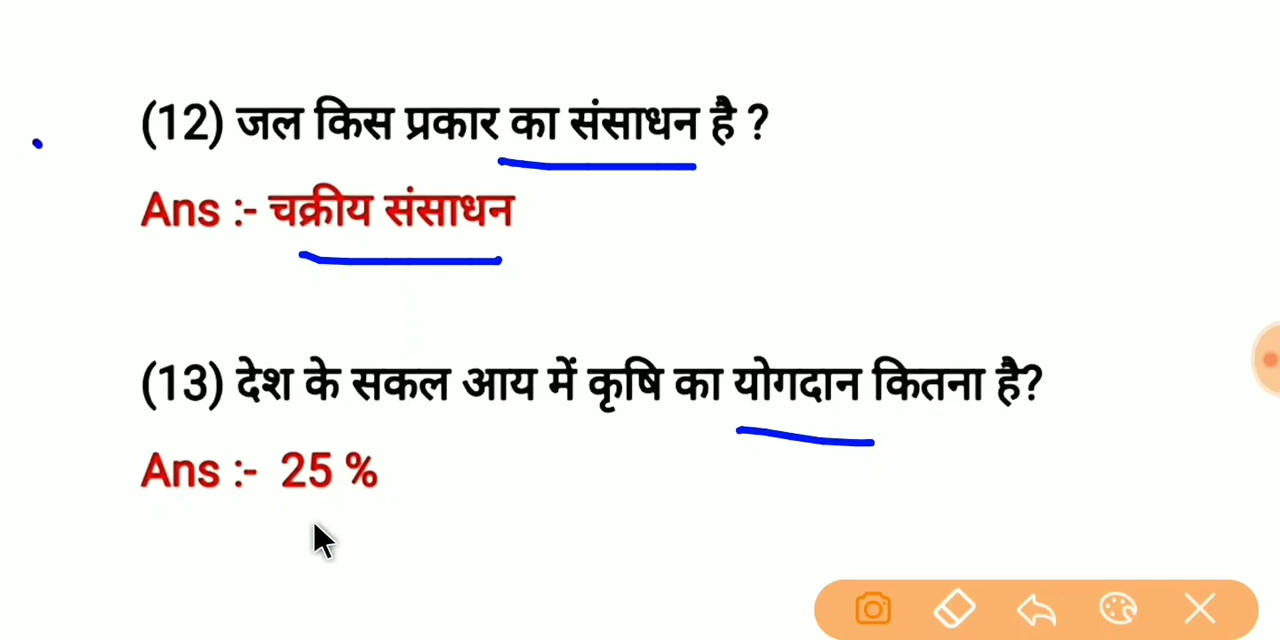 (12) जल किस प्रकार का संसाधन है ?
Ans :- चक्रीय संसाधन
(13) देश के सकल आय में कृषि का योगदान कितना है?
Ans :- 25 %